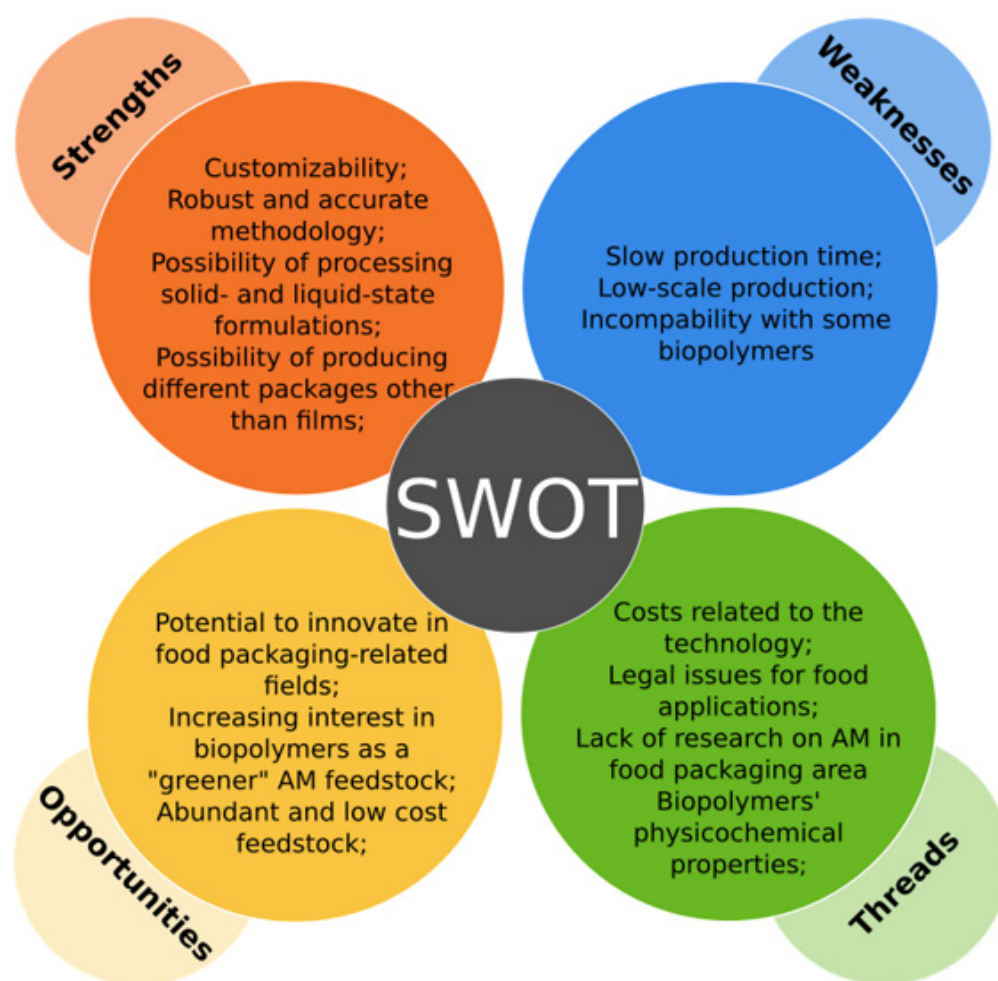 Strengths
Customizability;
Robust and accurate
methodology;
Possibility of processing
solid- and liquid-state
formulations;
Possibility of producing
different packages other
than films;
Weaknesses
Slow production time;
Low-scale production;
Incompability with some
biopolymers
SWOT
Opportunities
Potential to innovate in
food packaging-related
fields;
Increasing interest in
biopolymers as a
"greener" AM feedstock;
Abundant and low cost
feedstock;
Threads
Costs related to the
technology;
Legal issues for food
applications;
Lack of research on AM in
food packaging area
Biopolymers'
physicochemical
properties;